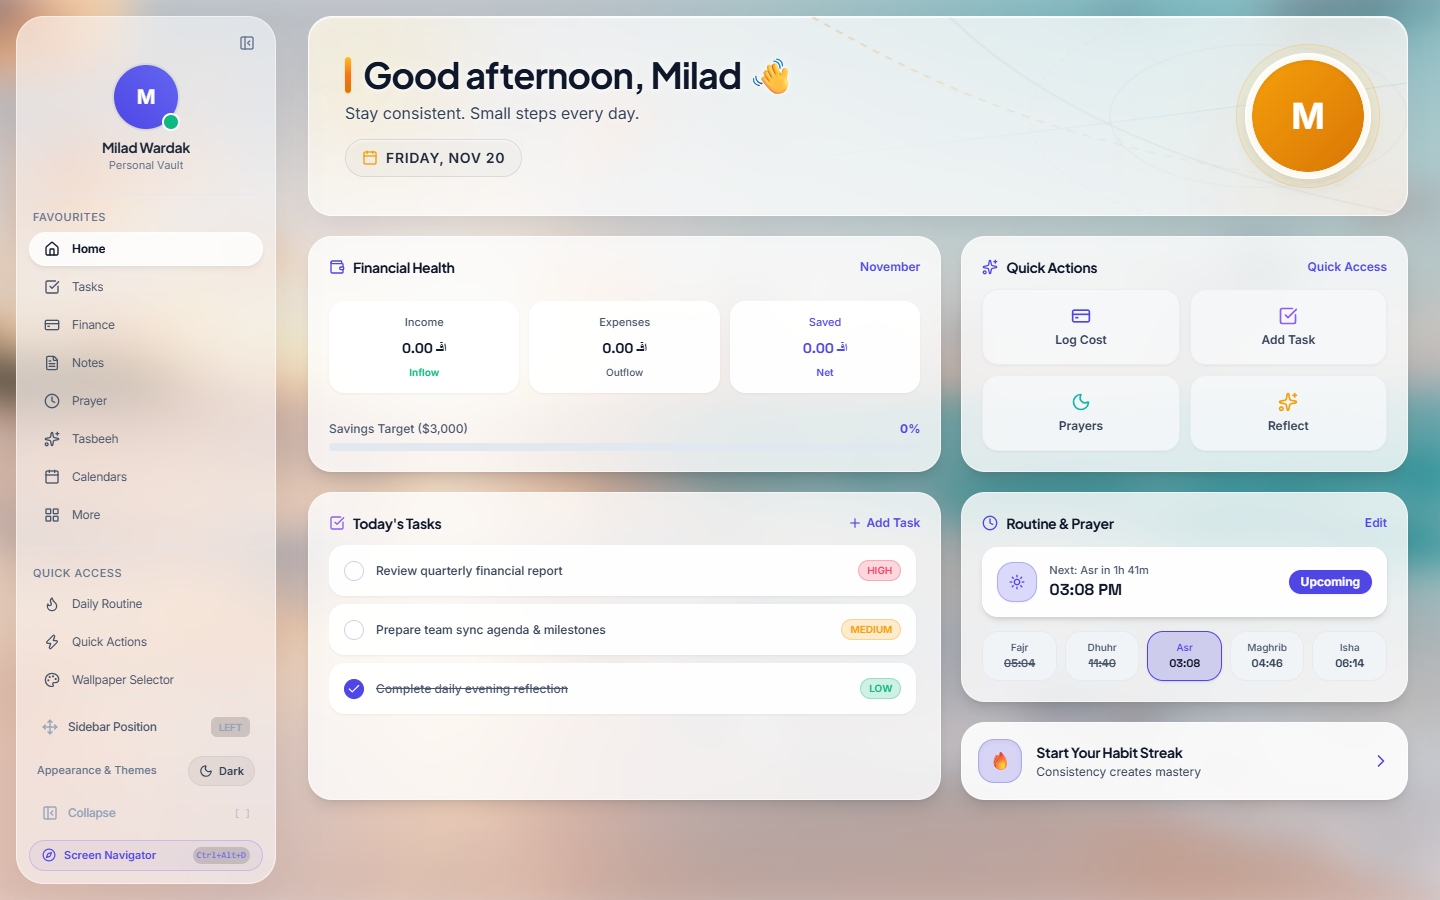 M
Milad Wardak
Personal Vault
FAVOURITES
Home
Tasks
Finance
Notes
Prayer
Tasbeeh
Calendars
More
QUICK ACCESS
Daily Routine
Quick Actions
Wallpaper Selector
Sidebar Position LEFT
Appearance & Themes Dark
Collapse [ ]
Screen Navigator Ctrl+Alt+D
Good afternoon, Milad 👋
Stay consistent. Small steps every day.
FRIDAY, NOV 20
M
Financial Health November
Income
0.00
Inflow
Expenses
0.00
Outflow
Saved
0.00
Net
Savings Target ($3,000) 0%
Quick Actions Quick Access
Log Cost
Add Task
Prayers
Reflect
Today's Tasks + Add Task
Review quarterly financial report HIGH
Prepare team sync agenda & milestones MEDIUM
Complete daily evening reflection LOW
Routine & Prayer Edit
Next: Asr in 1h 41m
03:08 PM
Upcoming
Fajr
05:04
Dhuhr
11:40
Asr
03:08
Maghrib
04:46
Isha
06:14
Start Your Habit Streak
Consistency creates mastery